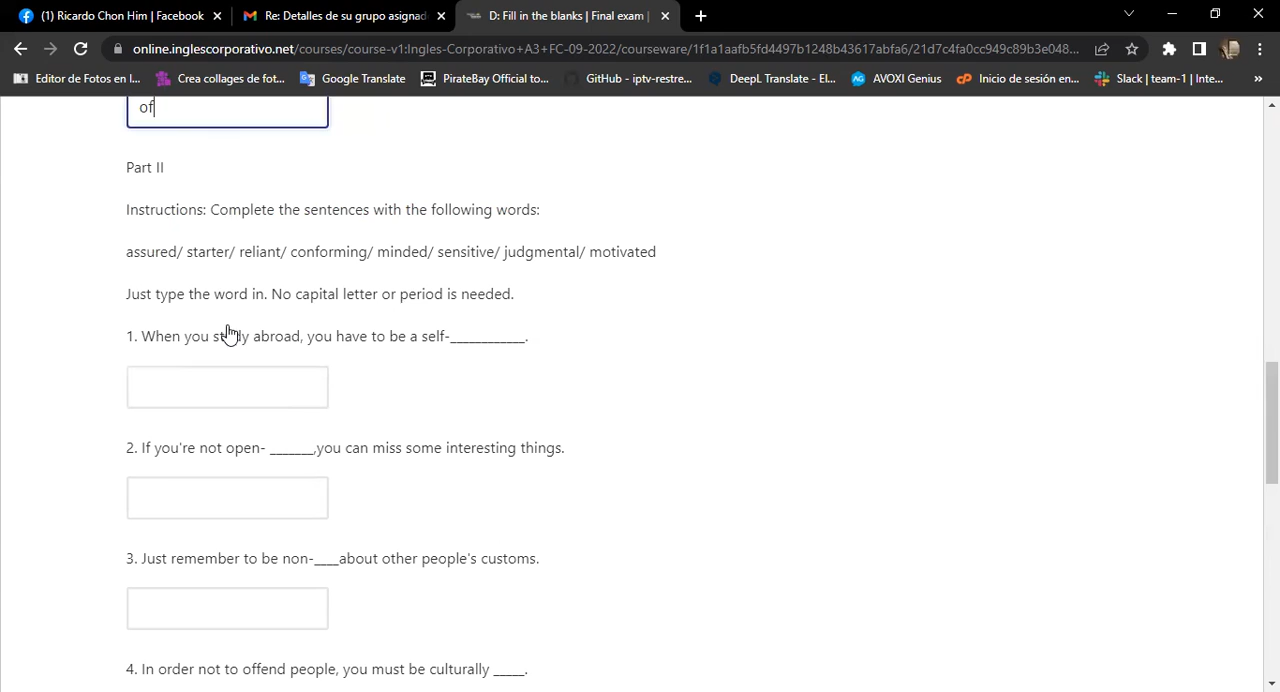 (1) Ricardo Chon Him | Facebook
Re: Detalles de su grupo asignad
D: Fill in the blanks | Final exam |
online.inglescorporativo.net/courses/course-v1:Ingles-Corporativo+A3+FC-09-2022/courseware/1f1a1aafb5fd4497b1248b43617abfa6/21d7c4fa0cc949c89b3e048...
Editor de Fotos en l...
Crea collages de fot...
Google Translate
PirateBay Official to...
GitHub - iptv-restre...
DeepL Translate - El...
AVOXI Genius
Inicio de sesión en...
Slack | team-1 | Inte...
»
of
Part II
Instructions: Complete the sentences with the following words:
assured/ starter/ reliant/ conforming/ minded/ sensitive/ judgmental/ motivated
Just type the word in. No capital letter or period is needed.
1. When you study abroad, you have to be a self-____________.
2. If you're not open- _______,you can miss some interesting things.
3. Just remember to be non-____about other people's customs.
4. In order not to offend people, you must be culturally _____.